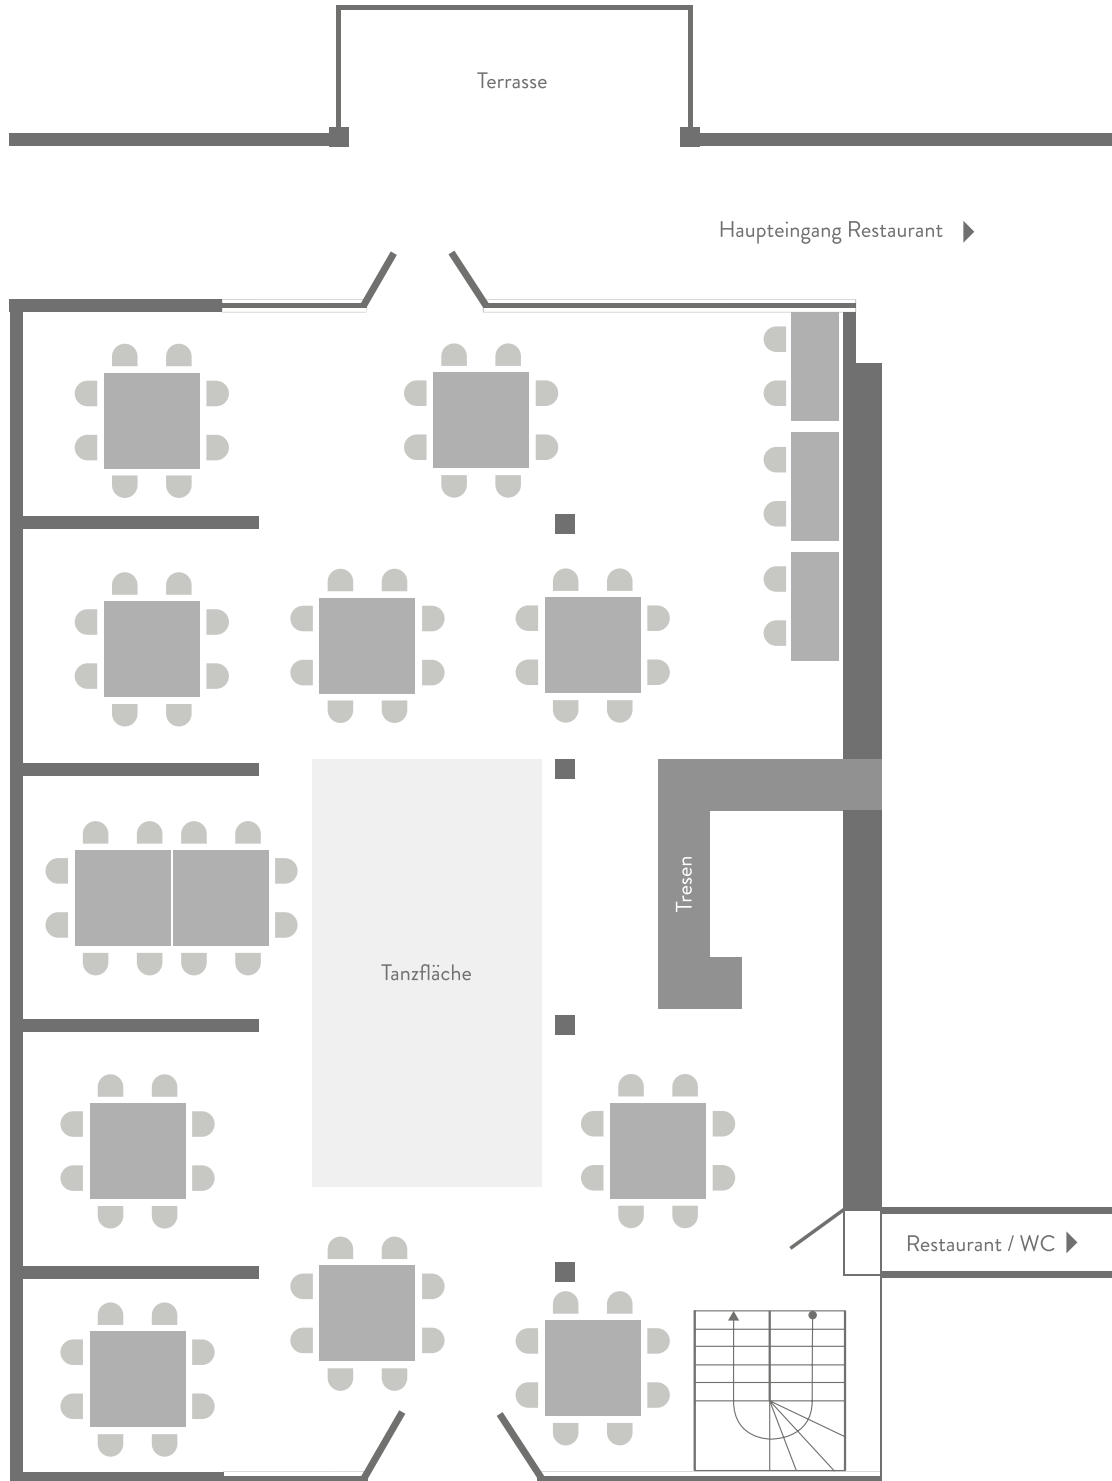 Terrasse
Haupteingang Restaurant
Tresen
Tanzfläche
Restaurant / WC